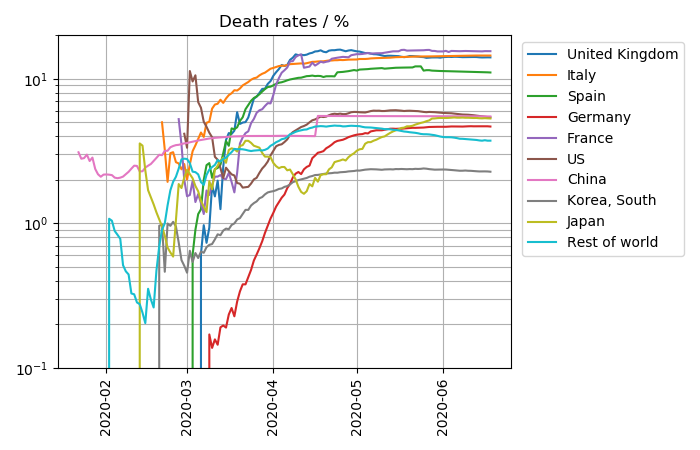 Death rates / %
10¹
10⁰
10⁻¹
2020-02
2020-03
2020-04
2020-05
2020-06
United Kingdom
Italy
Spain
Germany
France
US
China
Korea, South
Japan
Rest of world